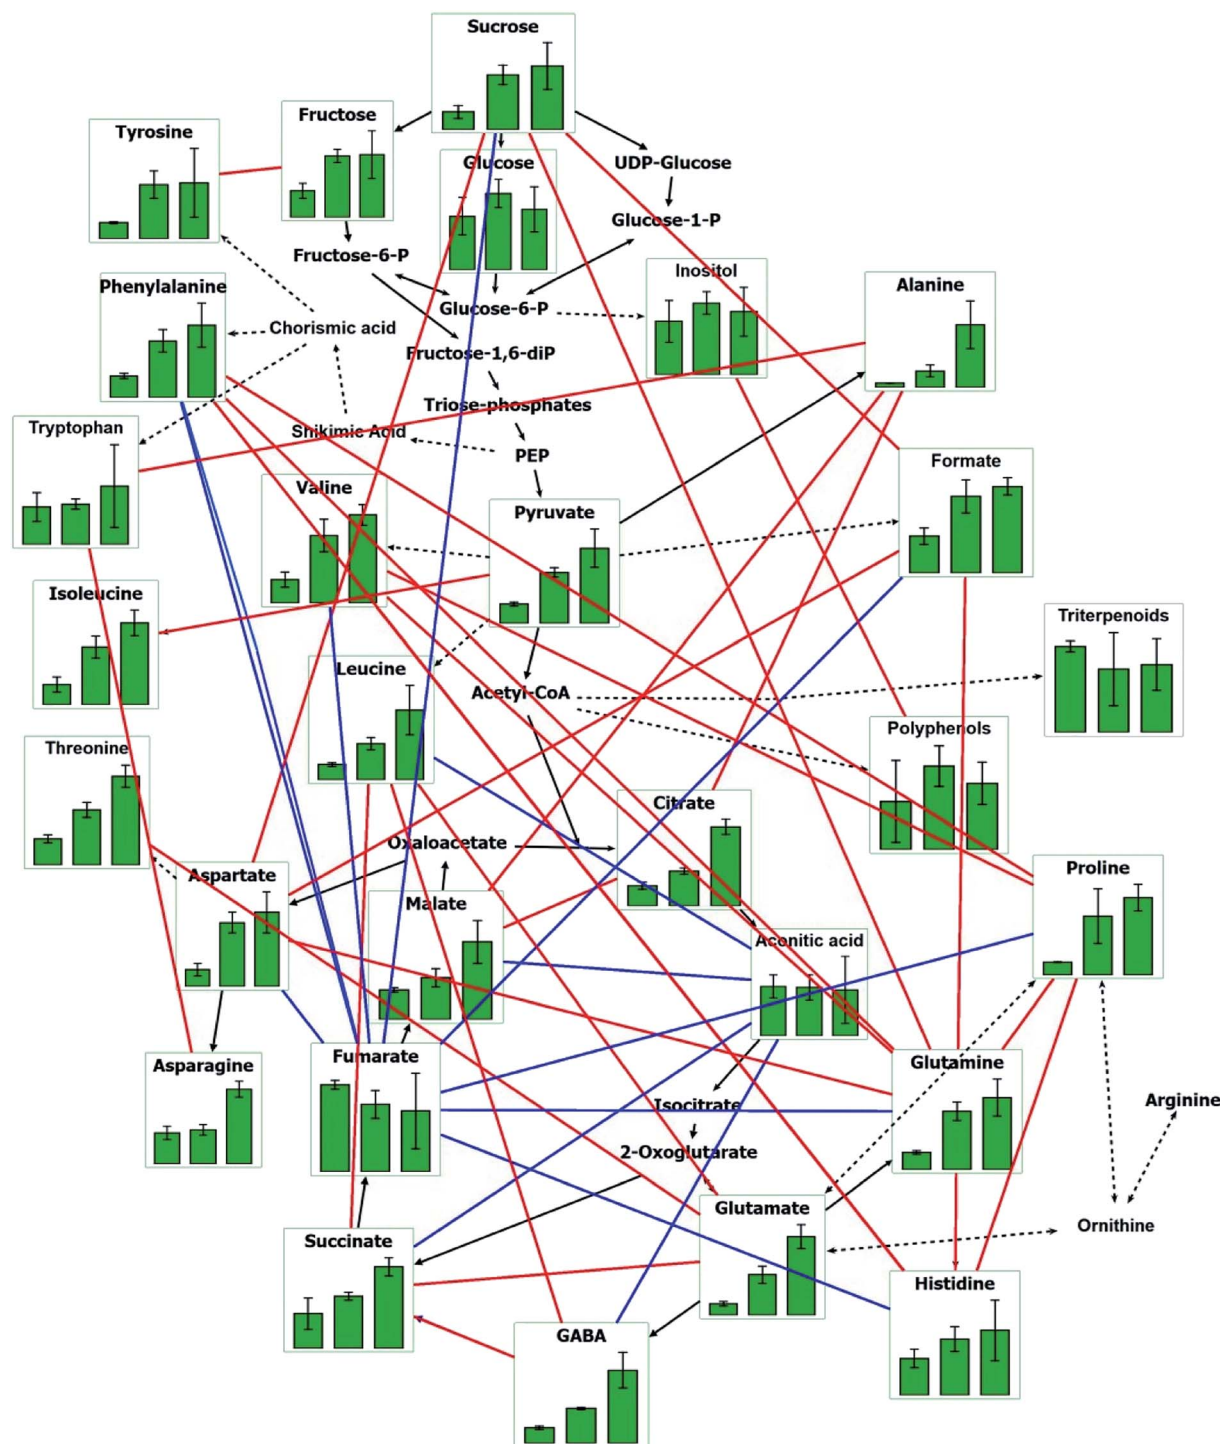 Sucrose
Fructose
Tyrosine
Glucose
UDP-Glucose
Glucose-1-P
Fructose-6-P
Inositol
Alanine
Phenylalanine
Glucose-6-P
Chorismic acid
Fructose-1,6-diP
Triose-phosphates
Tryptophan
Shikimic Acid
PEP
Formate
Valine
Pyruvate
Isoleucine
Triterpenoids
Leucine
Acetyl-CoA
Polyphenols
Threonine
Citrate
Oxaloacetate
Proline
Aspartate
Malate
Aconitic acid
Fumarate
Glutamine
Asparagine
Isocitrate
Arginine
2-Oxoglutarate
Glutamate
Ornithine
Succinate
Histidine
GABA